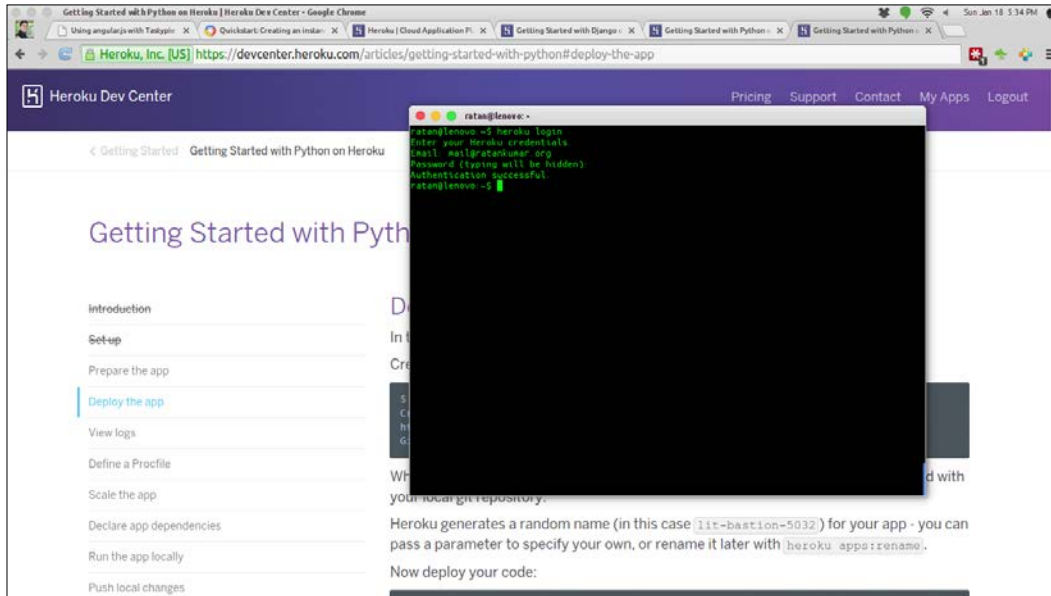 Getting Started with Python on Heroku | Heroku Dev Center - Google Chrome
Sun Jan 18 5:34 PM
Using angularjs with Tastypie
Quickstart: Creating an instan
Heroku | Cloud Application Pl
Getting Started with Django
Getting Started with Python
Getting Started with Python
Heroku, Inc. [US] https://devcenter.heroku.com/articles/getting-started-with-python#deploy-the-app
Heroku Dev Center
Pricing Support Contact My Apps Logout
< Getting Started Getting Started with Python on Heroku
ratan@lenovo: ~
ratan@lenovo:~$ heroku login
Enter your Heroku credentials.
Email: mail@ratankumar.org
Password (typing will be hidden):
Authentication successful.
ratan@lenovo:~$
Getting Started with Pyth
Introduction
Set up
Prepare the app
Deploy the app
View logs
Define a Procfile
Scale the app
Declare app dependencies
Run the app locally
Push local changes
D
In t
Cre
$
C
h
G
Wh
d with
your local git repository.
Heroku generates a random name (in this case lit-bastion-5032) for your app - you can
pass a parameter to specify your own, or rename it later with heroku apps:rename.
Now deploy your code: